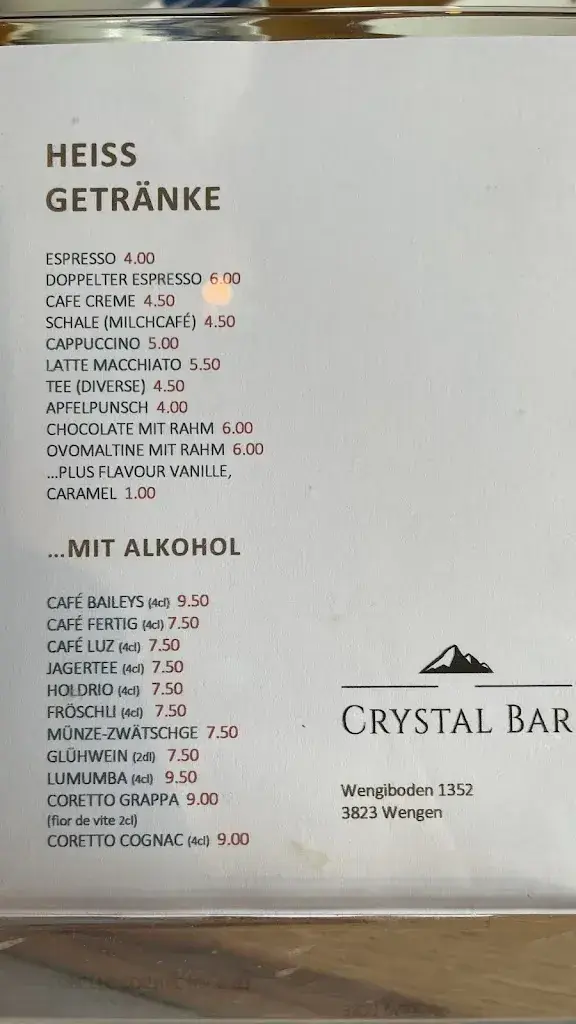 HEISS
GETRÄNKE
ESPRESSO 4.00
DOPPELTER ESPRESSO 6.00
CAFE CREME 4.50
SCHALE (MILCHCAFÉ) 4.50
CAPPUCCINO 5.00
LATTE MACCHIATO 5.50
TEE (DIVERSE) 4.50
APFELPUNSCH 4.00
CHOCOLATE MIT RAHM 6.00
OVOMALTINE MIT RAHM 6.00
...PLUS FLAVOUR VANILLE,
CARAMEL 1.00
...MIT ALKOHOL
CAFÉ BAILEYS (4cl) 9.50
CAFÉ FERTIG (4cl) 7.50
CAFÉ LUZ (4cl) 7.50
JAGERTEE (4cl) 7.50
HOLDRIO (4cl) 7.50
FRÖSCHLI (4cl) 7.50
MÜNZE-ZWÄTSCHGE 7.50
GLÜHWEIN (2dl) 7.50
LUMUMBA (4cl) 9.50
CORETTO GRAPPA 9.00
(fior de vite 2cl)
CORETTO COGNAC (4cl) 9.00
CRYSTAL BAR
Wengiboden 1352
3823 Wengen